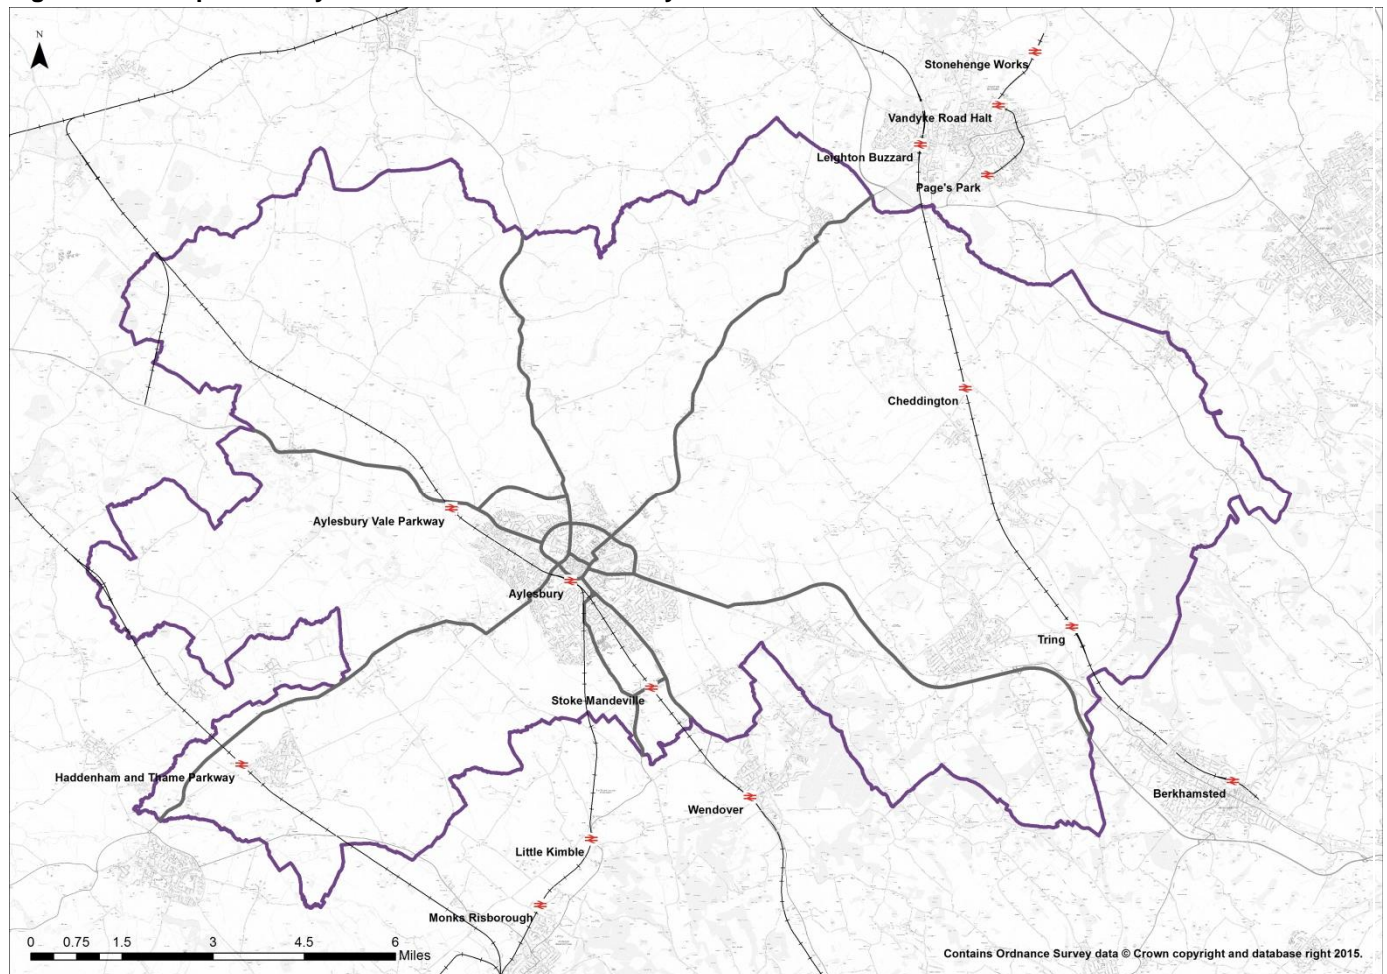 N
Stonehenge Works
Vandyke Road Halt
Leighton Buzzard
Page's Park
Cheddington
Aylesbury Vale Parkway
Aylesbury
Tring
Stoke Mandeville
Haddenham and Thame Parkway
Wendover
Berkhamsted
Little Kimble
Monks Risborough
0 0.75 1.5 3 4.5 6
Miles
Contains Ordnance Survey data © Crown copyright and database right 2015.